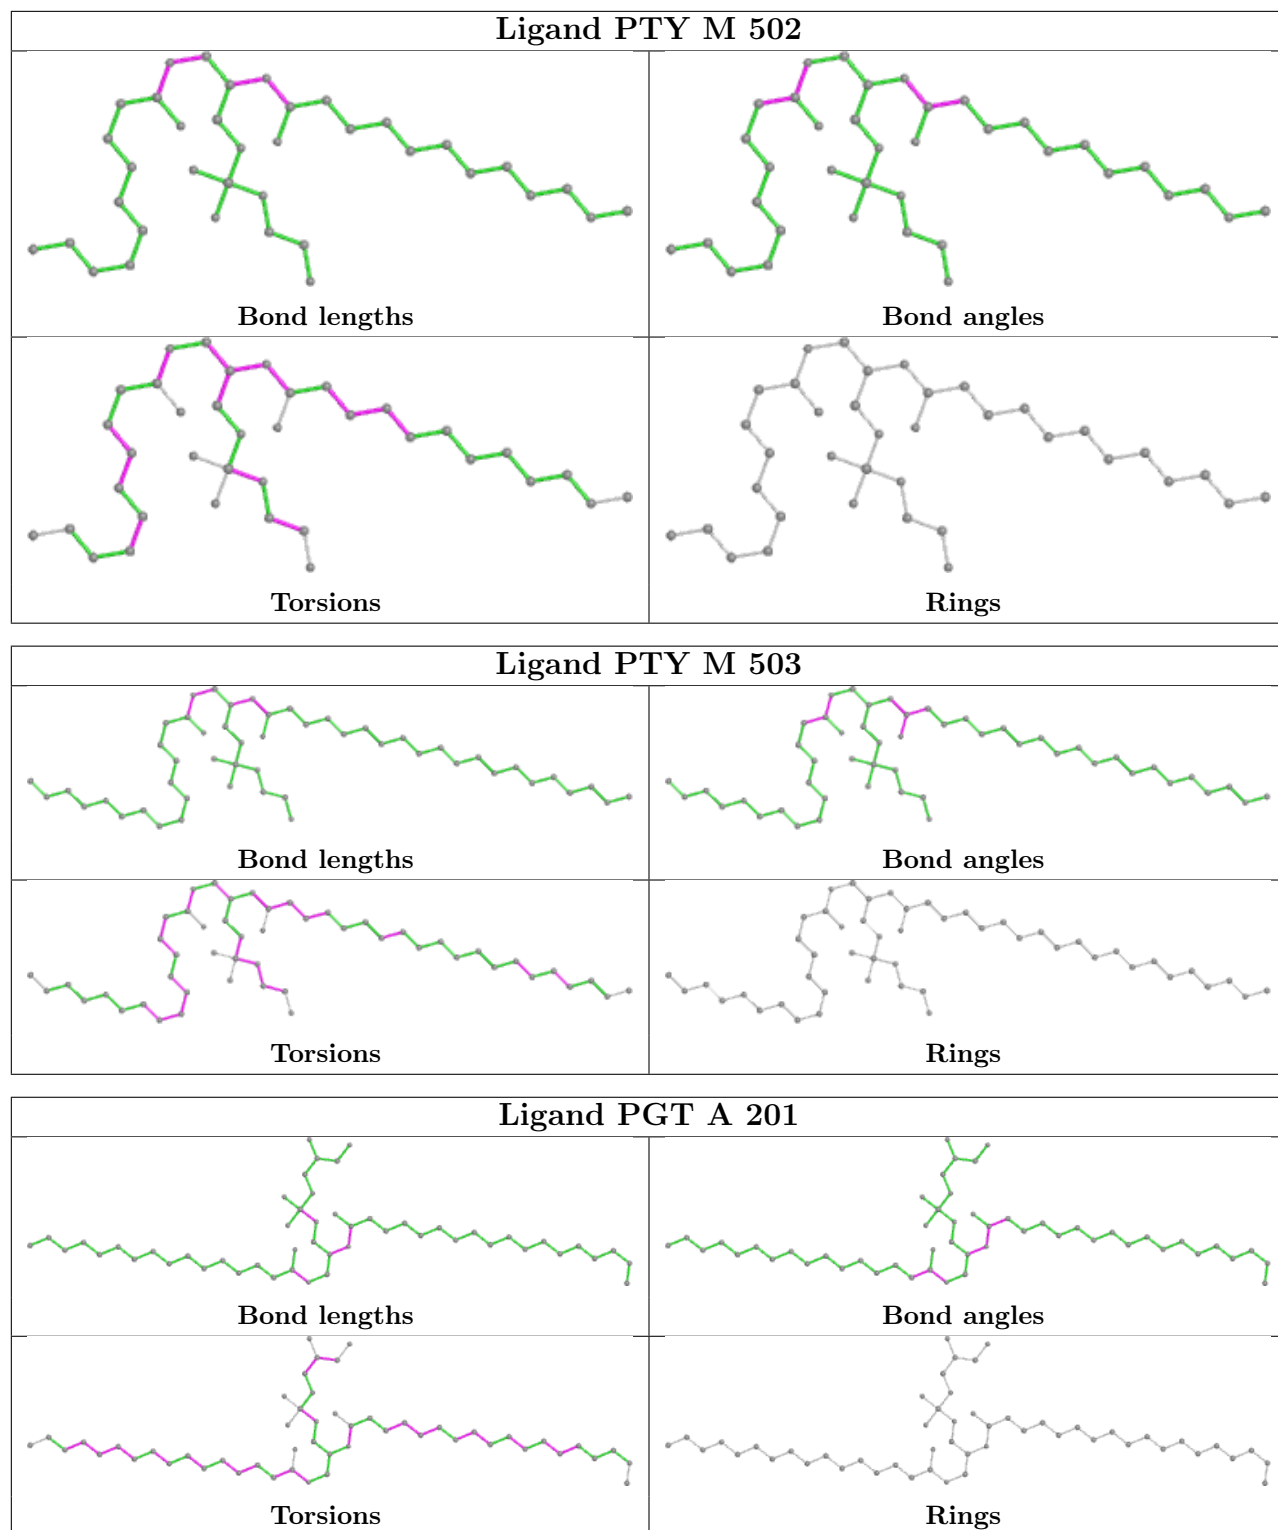 Ligand PTY M 502
Bond lengths
Bond angles
Torsions
Rings
Ligand PTY M 503
Bond lengths
Bond angles
Torsions
Rings
Ligand PGT A 201
Bond lengths
Bond angles
Torsions
Rings